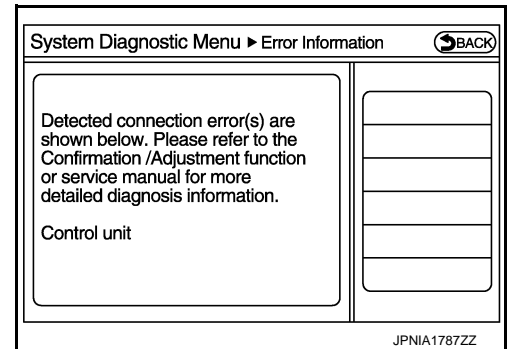 System Diagnostic Menu ► Error Information
BACK
Detected connection error(s) are
shown below. Please refer to the
Confirmation /Adjustment function
or service manual for more
detailed diagnosis information.
Control unit
JPNIA1787ZZ